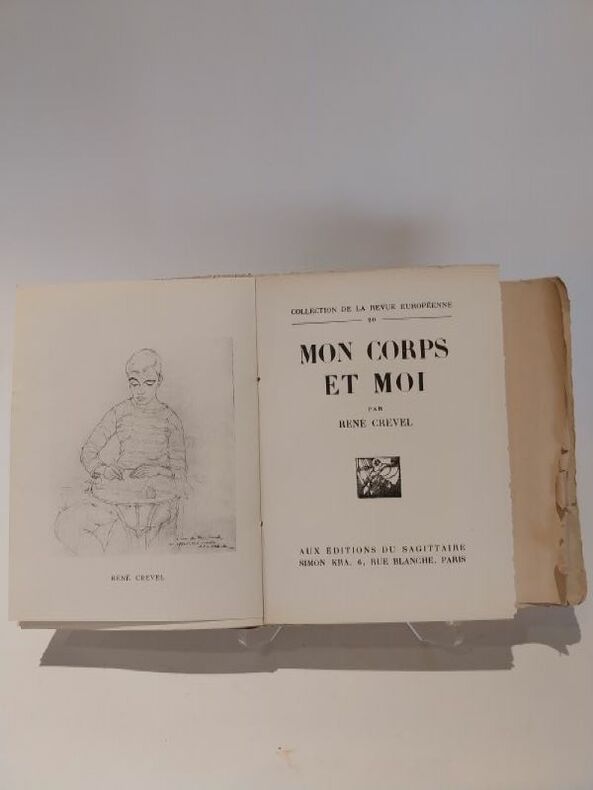 RENÉ CREVEL
COLLECTION DE LA REVUE EUROPÉENNE
20
MON CORPS
ET MOI
PAR
RENÉ CREVEL
AUX ÉDITIONS DU SAGITTAIRE
SIMON KRA, 6, RUE BLANCHE, PARIS